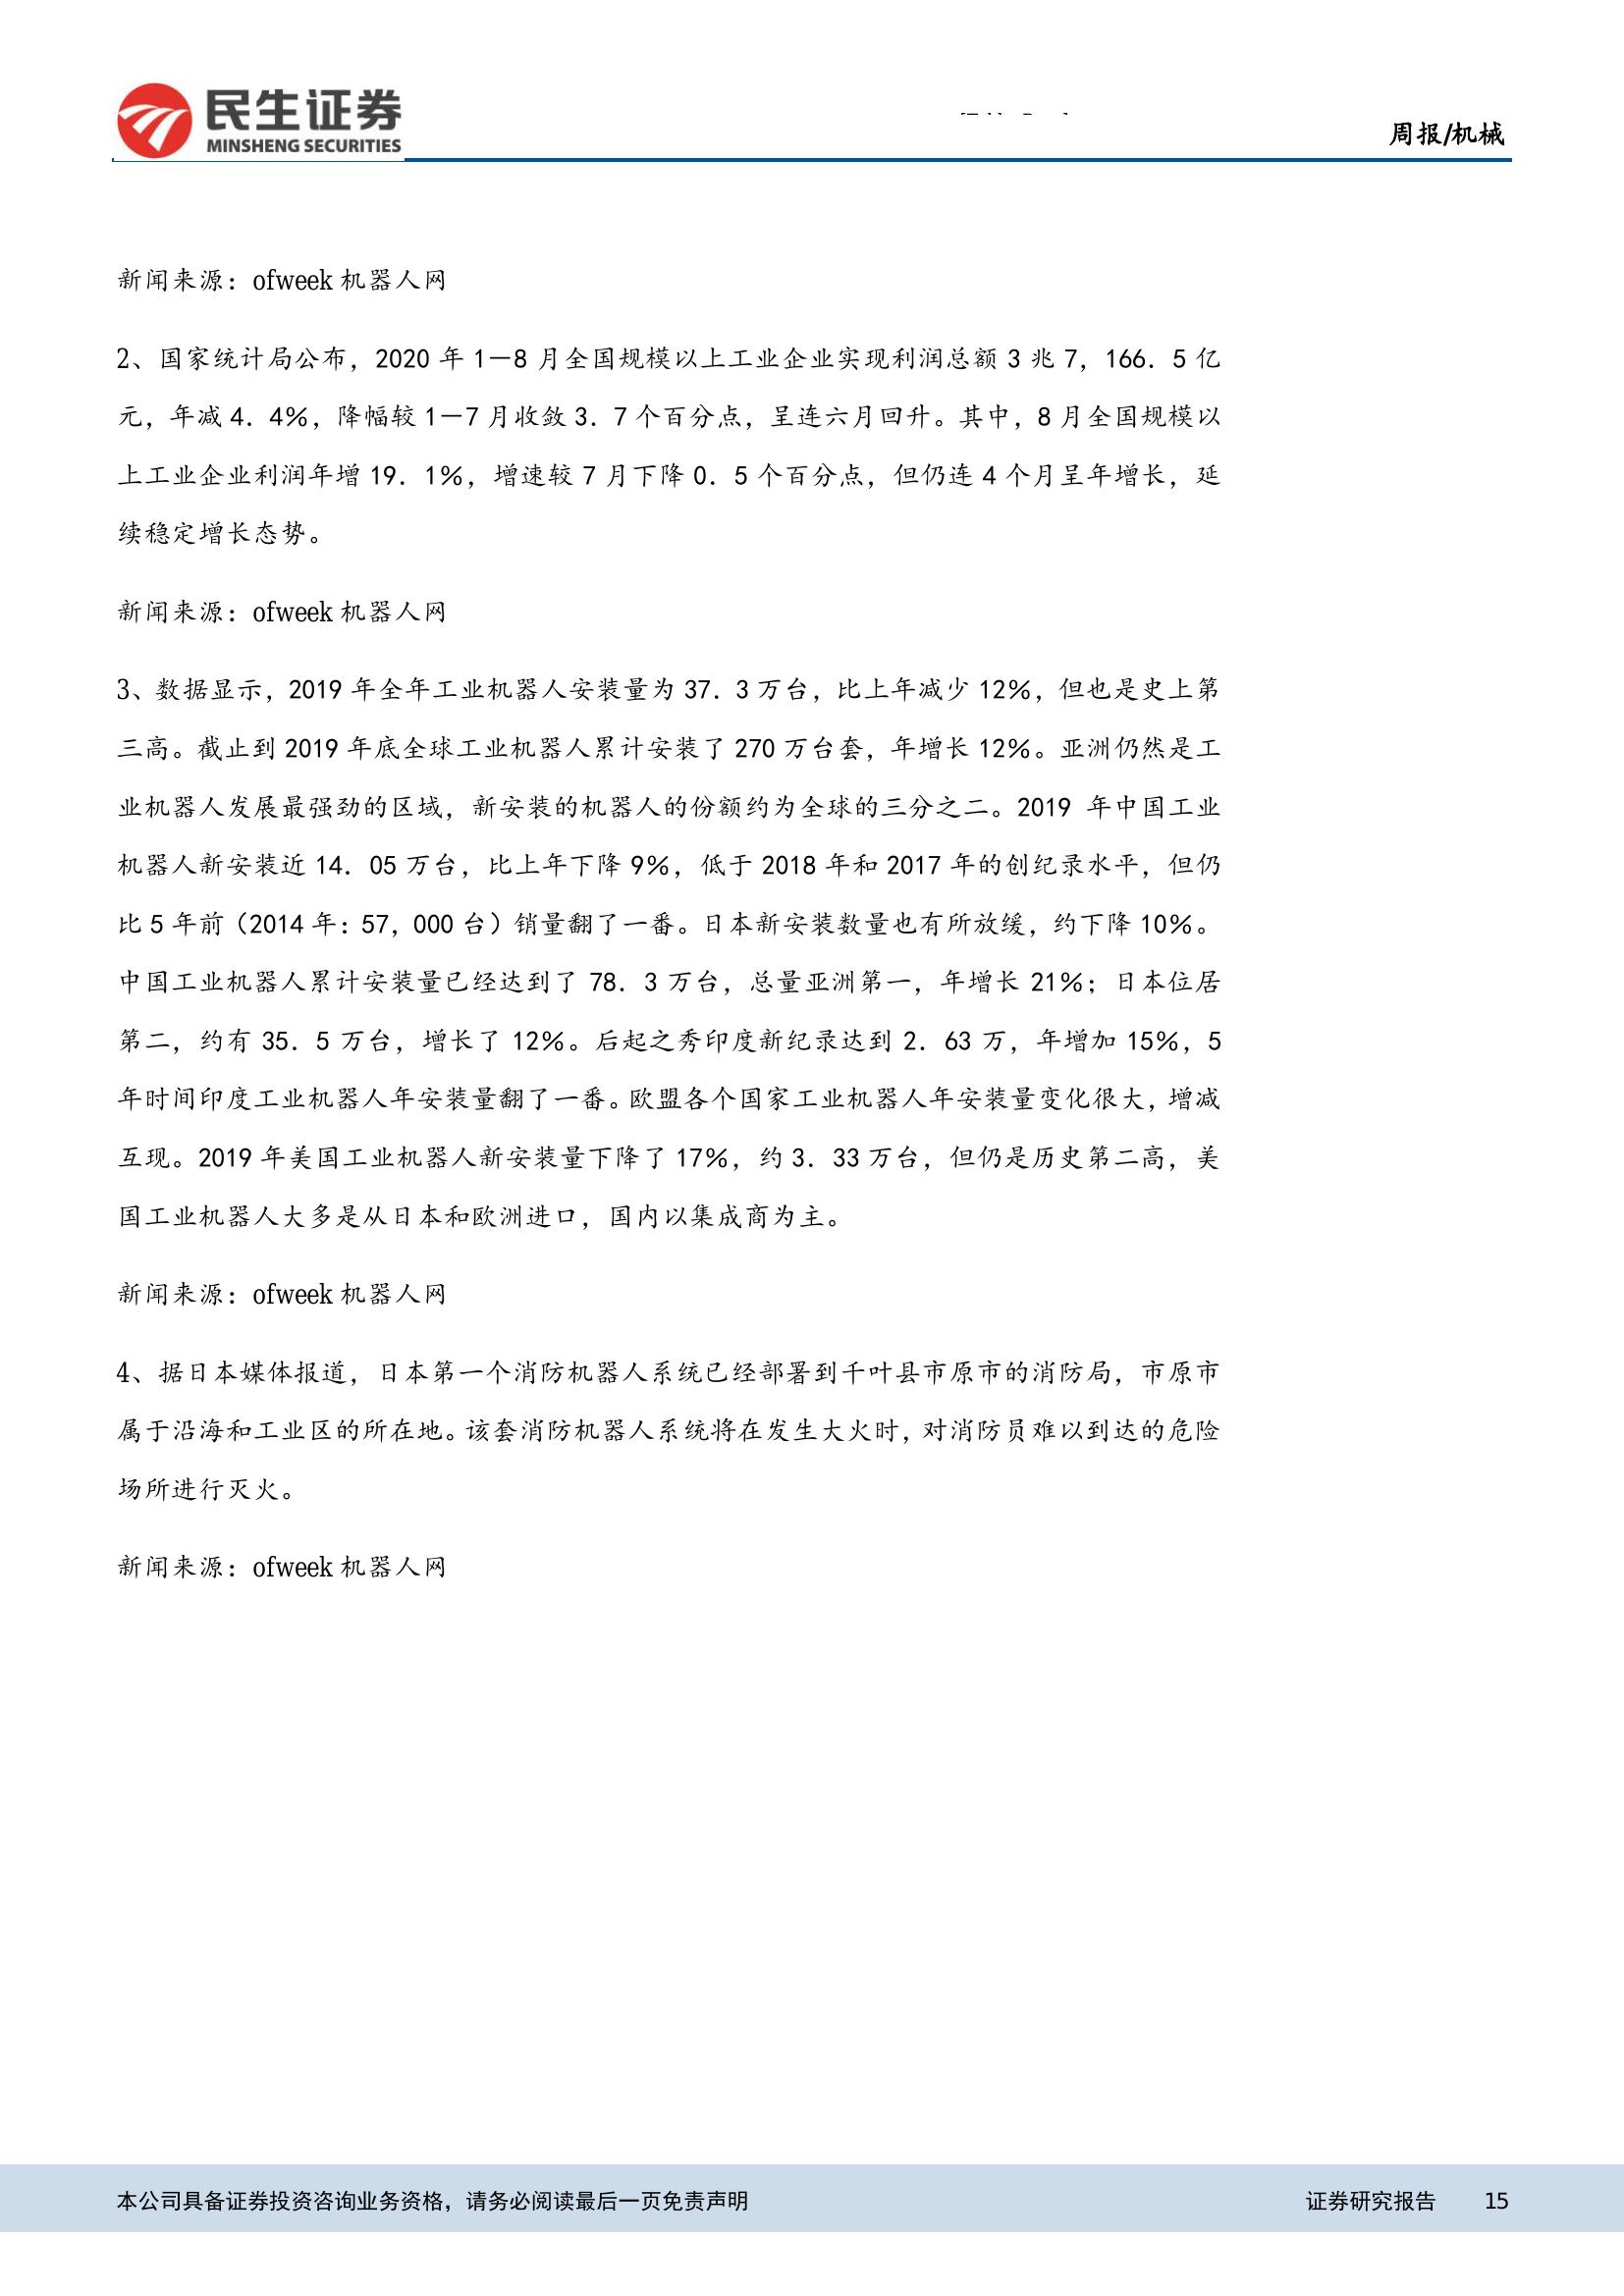 民生证券
MINSHENG SECURITIES
周报/机械
新闻来源：ofweek 机器人网
2、国家统计局公布，2020 年 1－8 月全国规模以上工业企业实现利润总额 3 兆 7，166．5 亿
元，年减 4．4％，降幅较 1－7 月收敛 3．7 个百分点，呈连六月回升。其中，8 月全国规模以
上工业企业利润年增 19．1％，增速较 7 月下降 0．5 个百分点，但仍连 4 个月呈年增长，延
续稳定增长态势。
新闻来源：ofweek 机器人网
3、数据显示，2019 年全年工业机器人安装量为 37．3 万台，比上年减少 12％，但也是史上第
三高。截止到 2019 年底全球工业机器人累计安装了 270 万台套，年增长 12％。亚洲仍然是工
业机器人发展最强劲的区域，新安装的机器人的份额约为全球的三分之二。2019 年中国工业
机器人新安装近 14．05 万台，比上年下降 9％，低于 2018 年和 2017 年的创纪录水平，但仍
比 5 年前（2014 年：57，000 台）销量翻了一番。日本新安装数量也有所放缓，约下降 10％。
中国工业机器人累计安装量已经达到了 78．3 万台，总量亚洲第一，年增长 21％；日本位居
第二，约有 35．5 万台，增长了 12％。后起之秀印度新纪录达到 2．63 万，年增加 15％，5
年时间印度工业机器人年安装量翻了一番。欧盟各个国家工业机器人年安装量变化很大，增减
互现。2019 年美国工业机器人新安装量下降了 17％，约 3．33 万台，但仍是历史第二高，美
国工业机器人大多是从日本和欧洲进口，国内以集成商为主。
新闻来源：ofweek 机器人网
4、据日本媒体报道，日本第一个消防机器人系统已经部署到千叶县市原市的消防局，市原市
属于沿海和工业区的所在地。该套消防机器人系统将在发生大火时，对消防员难以到达的危险
场所进行灭火。
新闻来源：ofweek 机器人网
本公司具备证券投资咨询业务资格，请务必阅读最后一页免责声明 证券研究报告 15